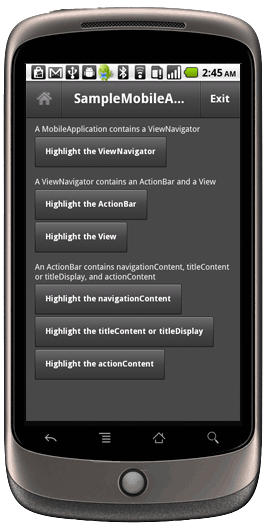 2:45 AM
SampleMobileA...
Exit
A MobileApplication contains a ViewNavigator
Highlight the ViewNavigator
A ViewNavigator contains an ActionBar and a View
Highlight the ActionBar
Highlight the View
An ActionBar contains navigationContent, titleContent
or titleDisplay, and actionContent
Highlight the navigationContent
Highlight the titleContent or titleDisplay
Highlight the actionContent